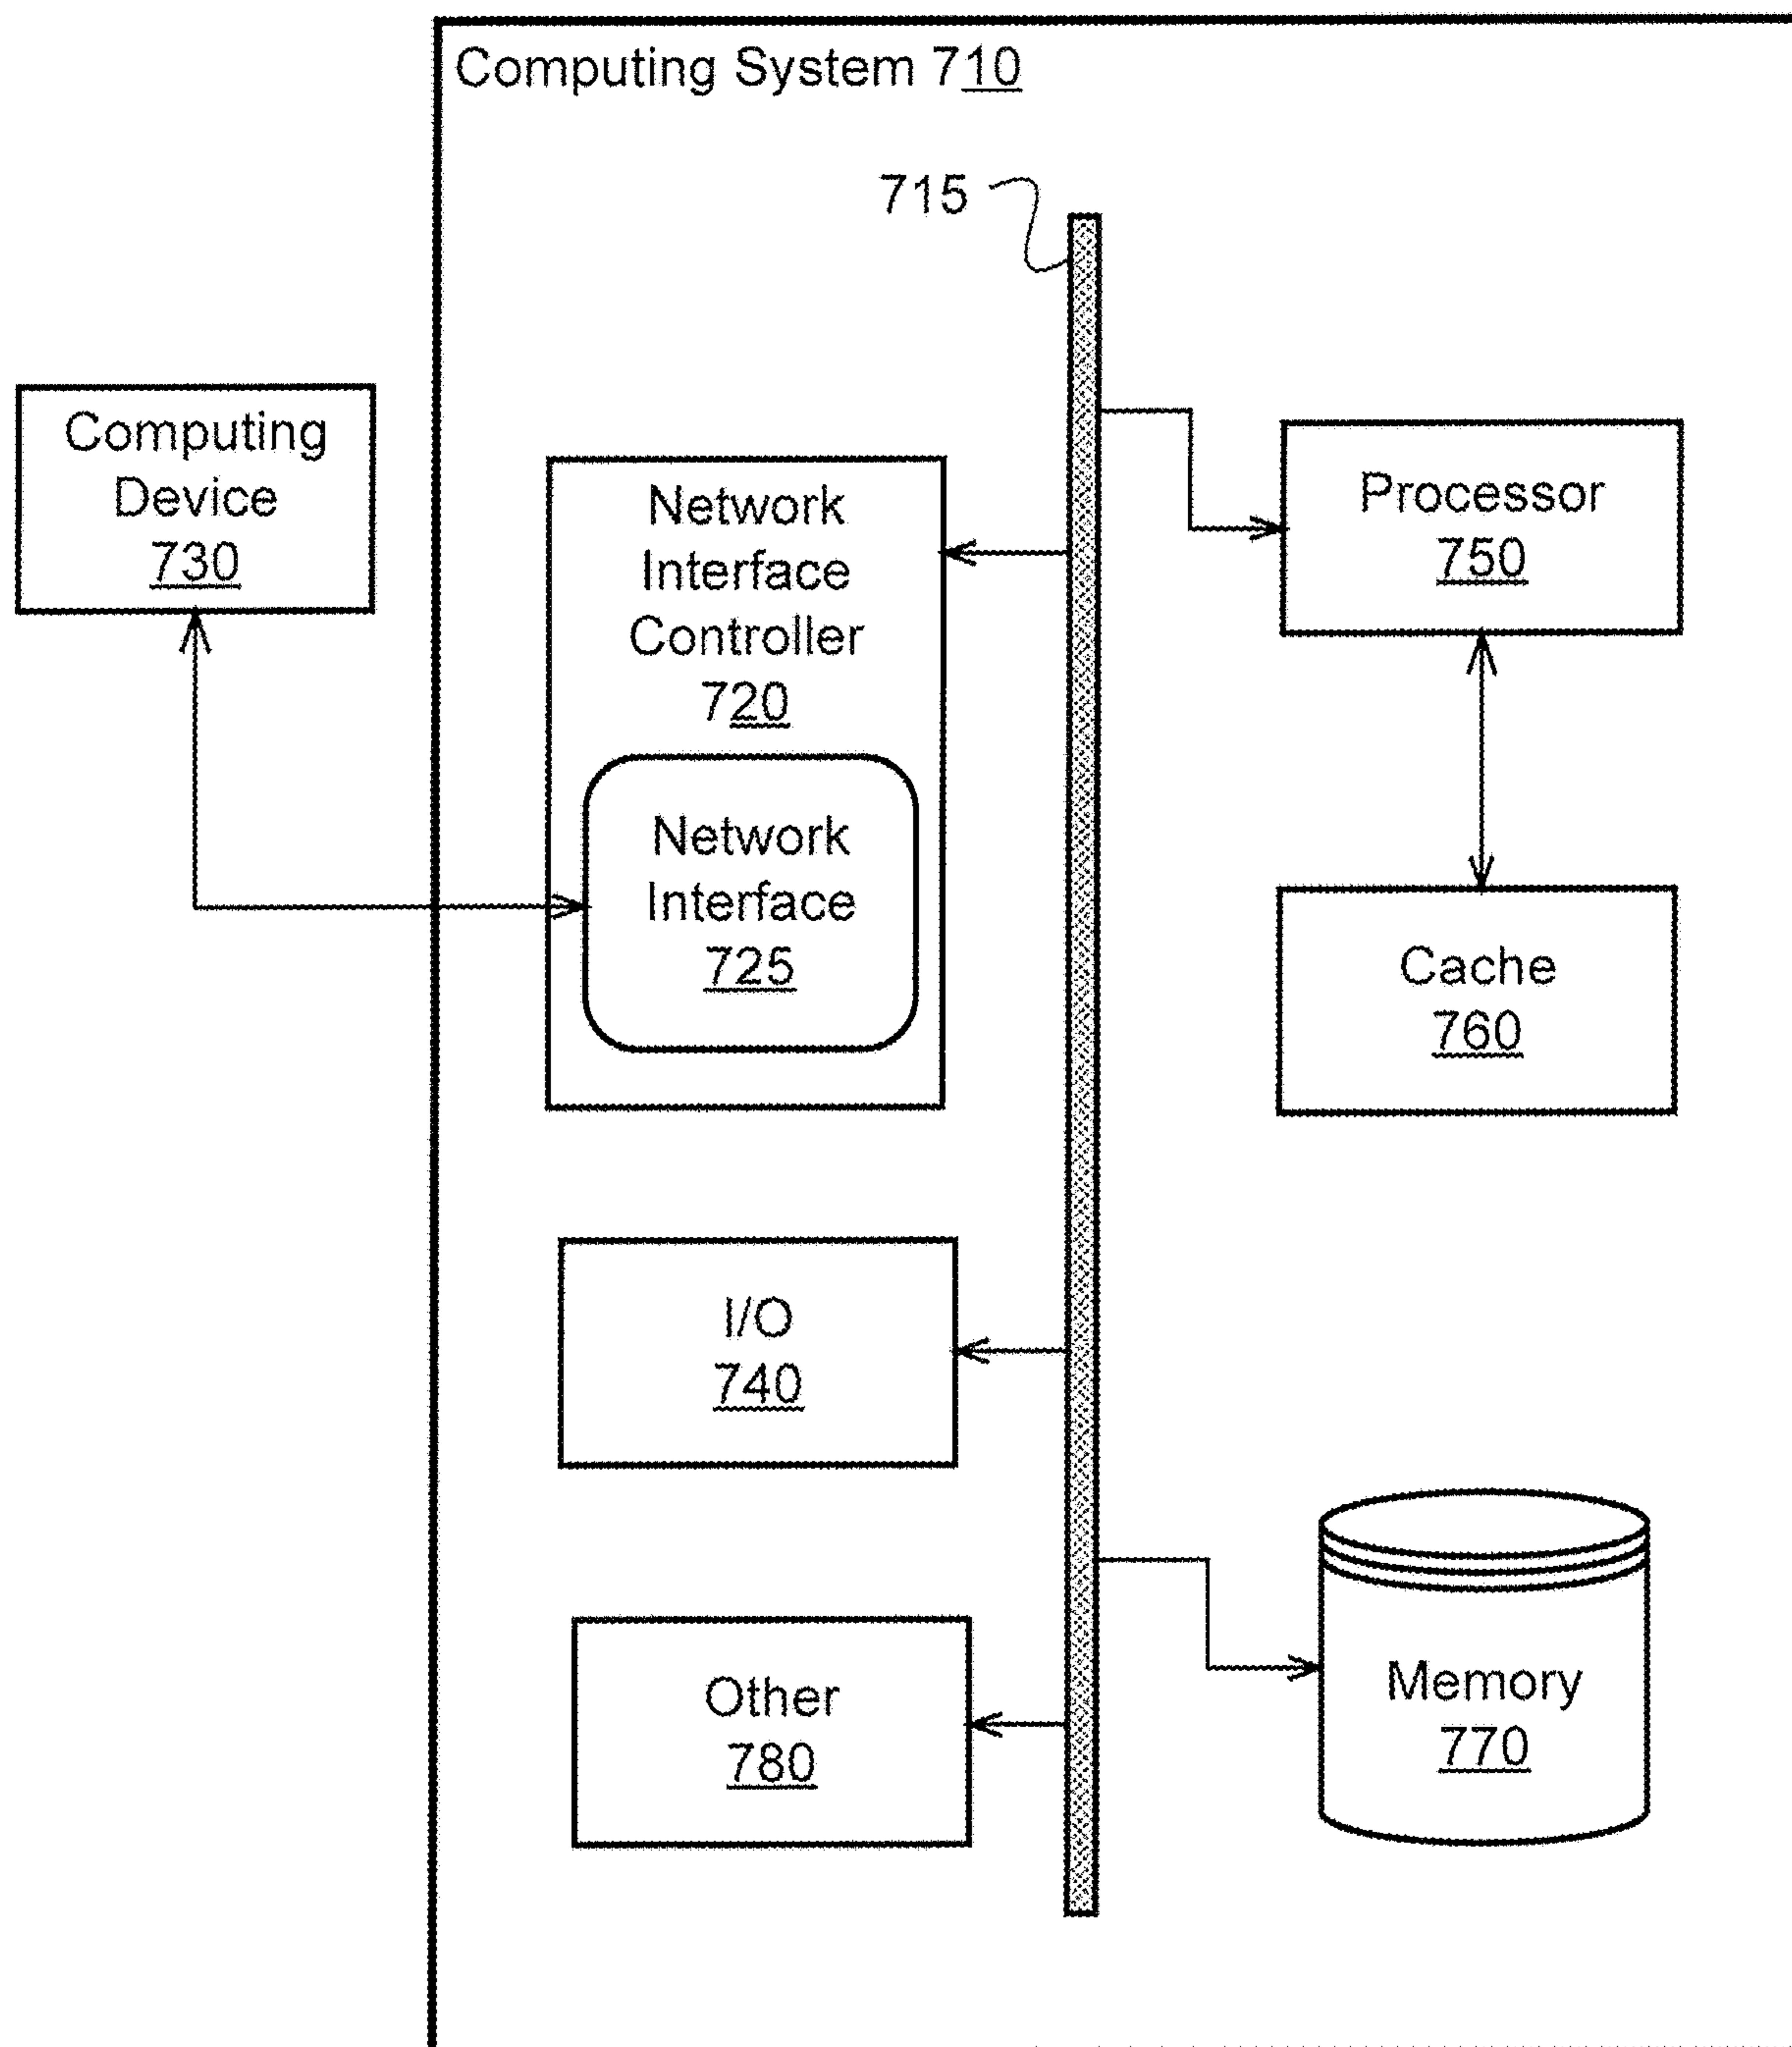 Computing System 710
715
Computing
Device
730
Network
Interface
Controller
720
Network
Interface
725
Processor
750
Cache
760
I/O
740
Other
780
Memory
770